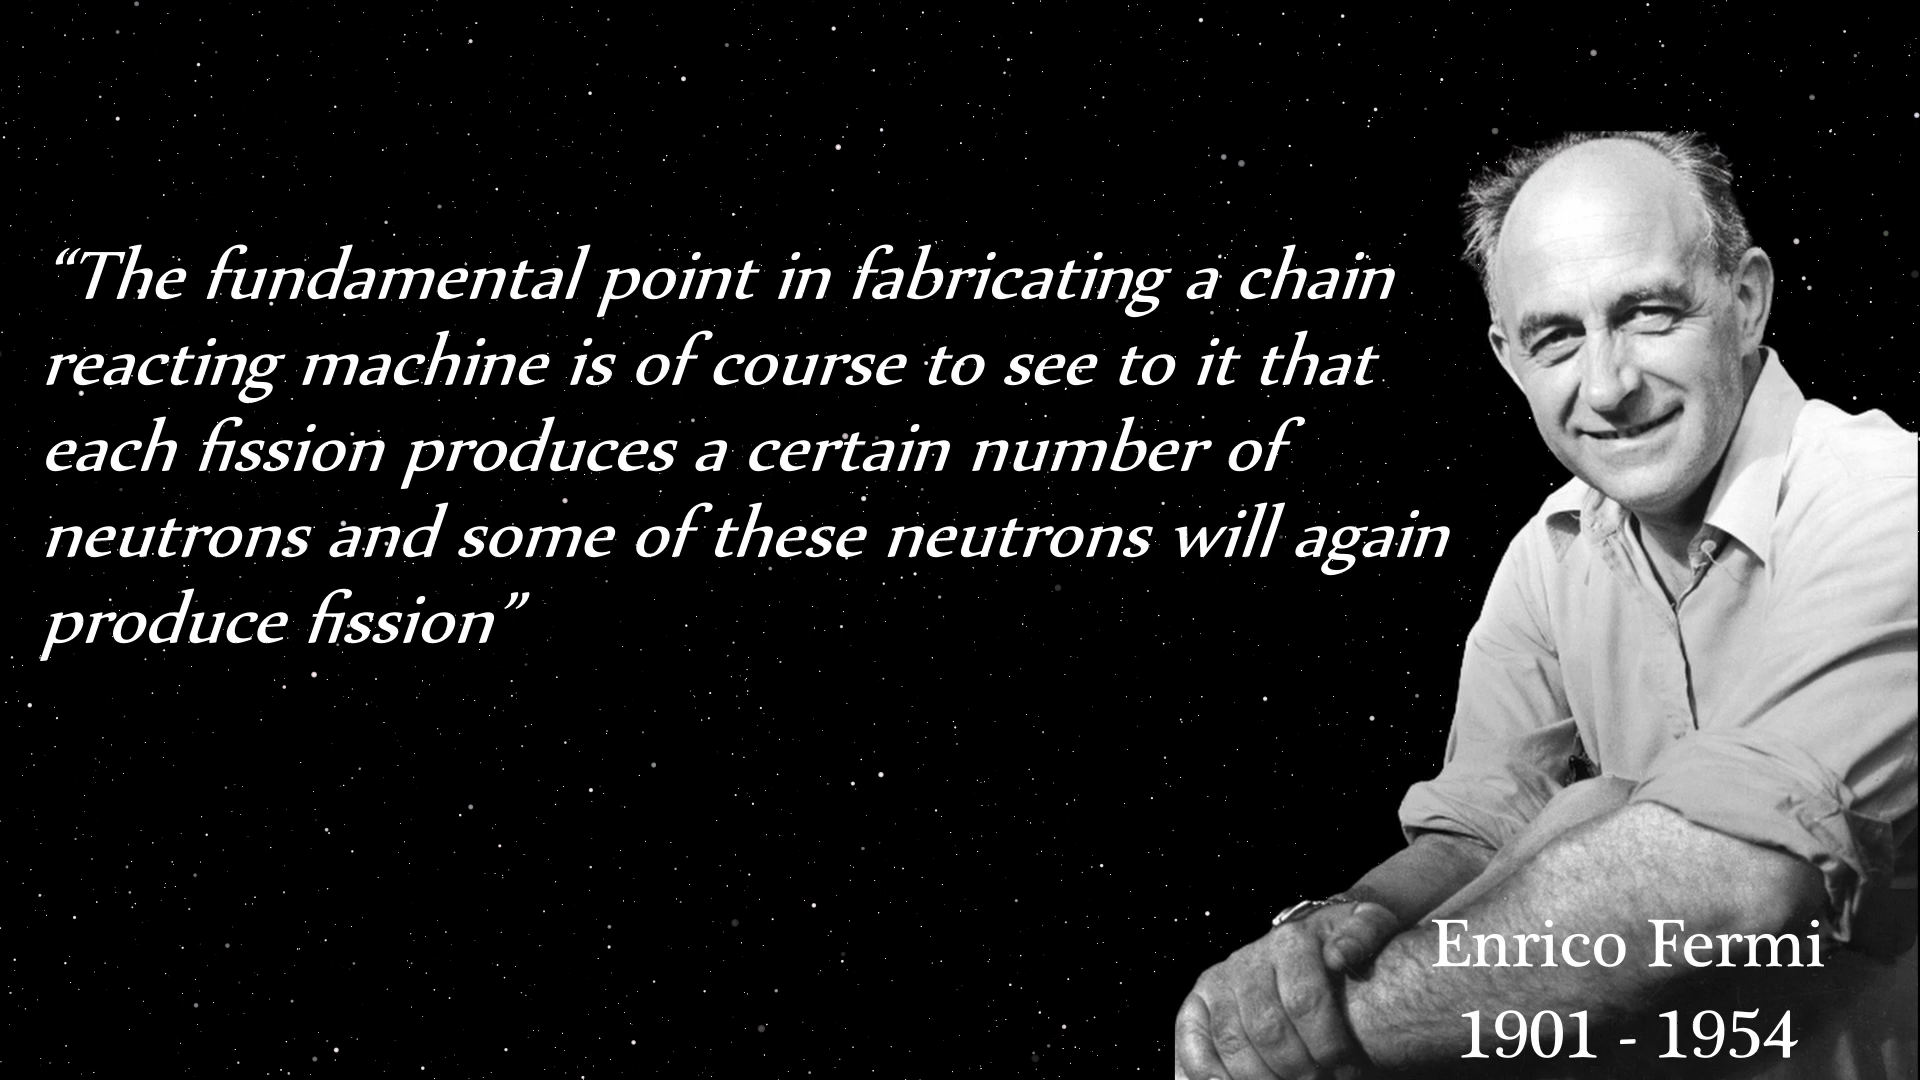 “The fundamental point in fabricating a chain
reacting machine is of course to see to it that
each fission produces a certain number of
neutrons and some of these neutrons will again
produce fission”
Enrico Fermi
1901 - 1954